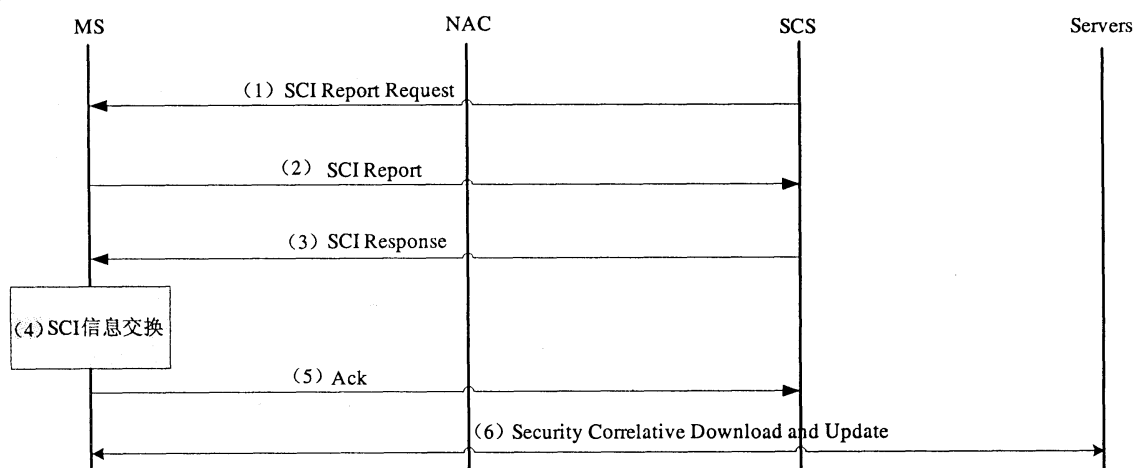 MS NAC SCS Servers
(1) SCI Report Request
(2) SCI Report
(3) SCI Response
(4)SCI信息交换
(5) Ack
(6) Security Correlative Download and Update